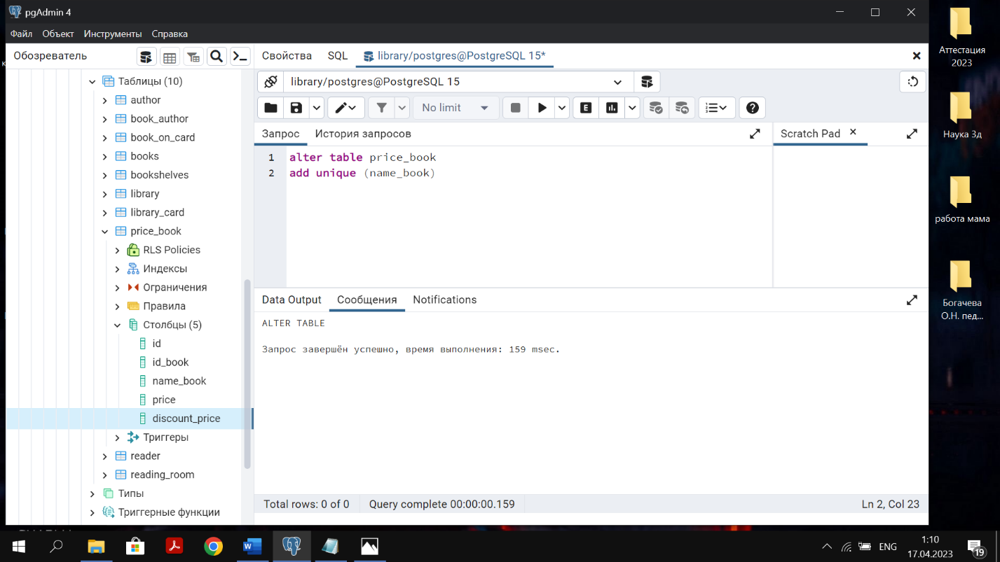 pgAdmin 4
Файл Объект Инструменты Справка
Обозреватель
Свойства SQL library/postgres@PostgreSQL 15*
Таблицы (10)
author
book_author
book_on_card
books
bookshelves
library
library_card
price_book
RLS Policies
Индексы
Ограничения
Правила
Столбцы (5)
id
id_book
name_book
price
discount_price
Триггеры
reader
reading_room
Типы
Триггерные функции
library/postgres@PostgreSQL 15
No limit
E
Запрос История запросов
Scratch Pad
1 alter table price_book
2 add unique (name_book)
Data Output Сообщения Notifications
ALTER TABLE
Запрос завершён успешно, время выполнения: 159 msec.
Total rows: 0 of 0 Query complete 00:00:00.159 Ln 2, Col 23
Аттестация
2023
Наука 3д
работа мама
Богачева
О.Н. пед...
W
ENG
1:10
17.04.2023
19